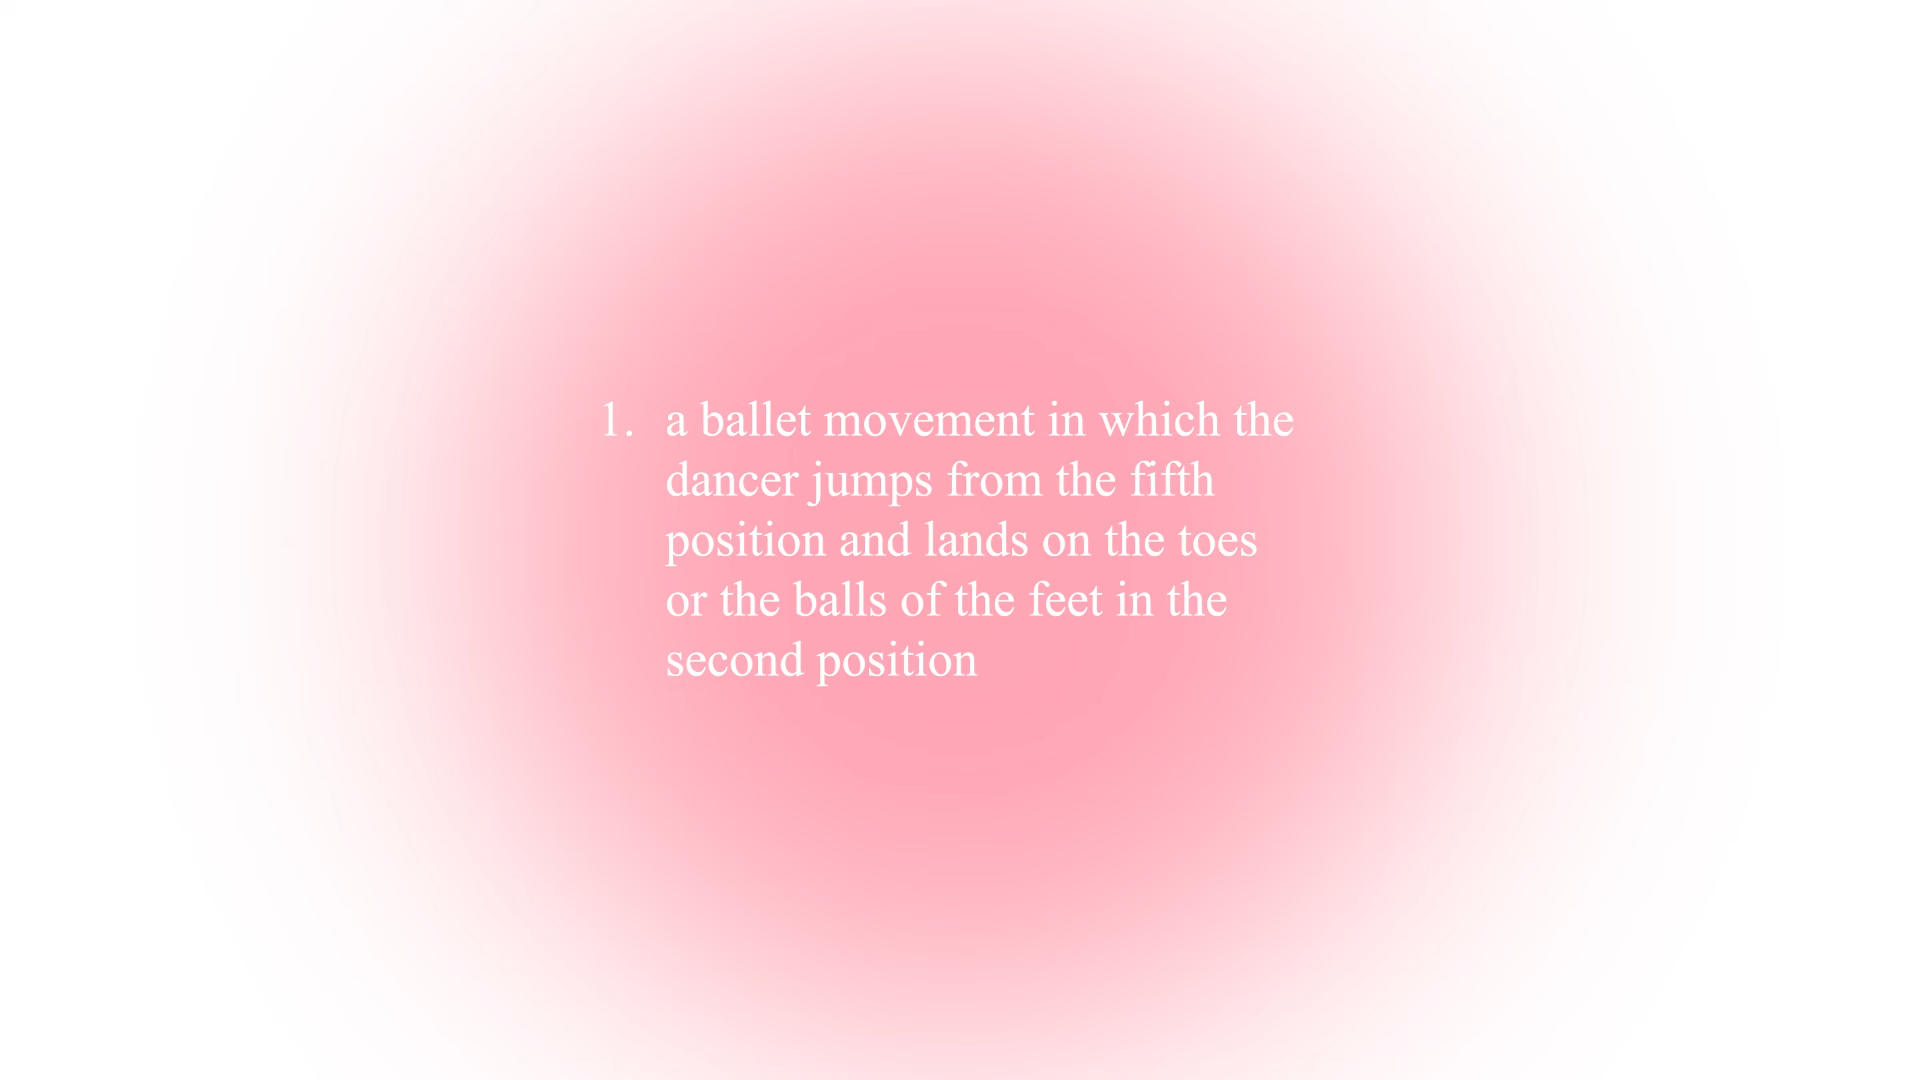 1. a ballet movement in which the
dancer jumps from the fifth
position and lands on the toes
or the balls of the feet in the
second position